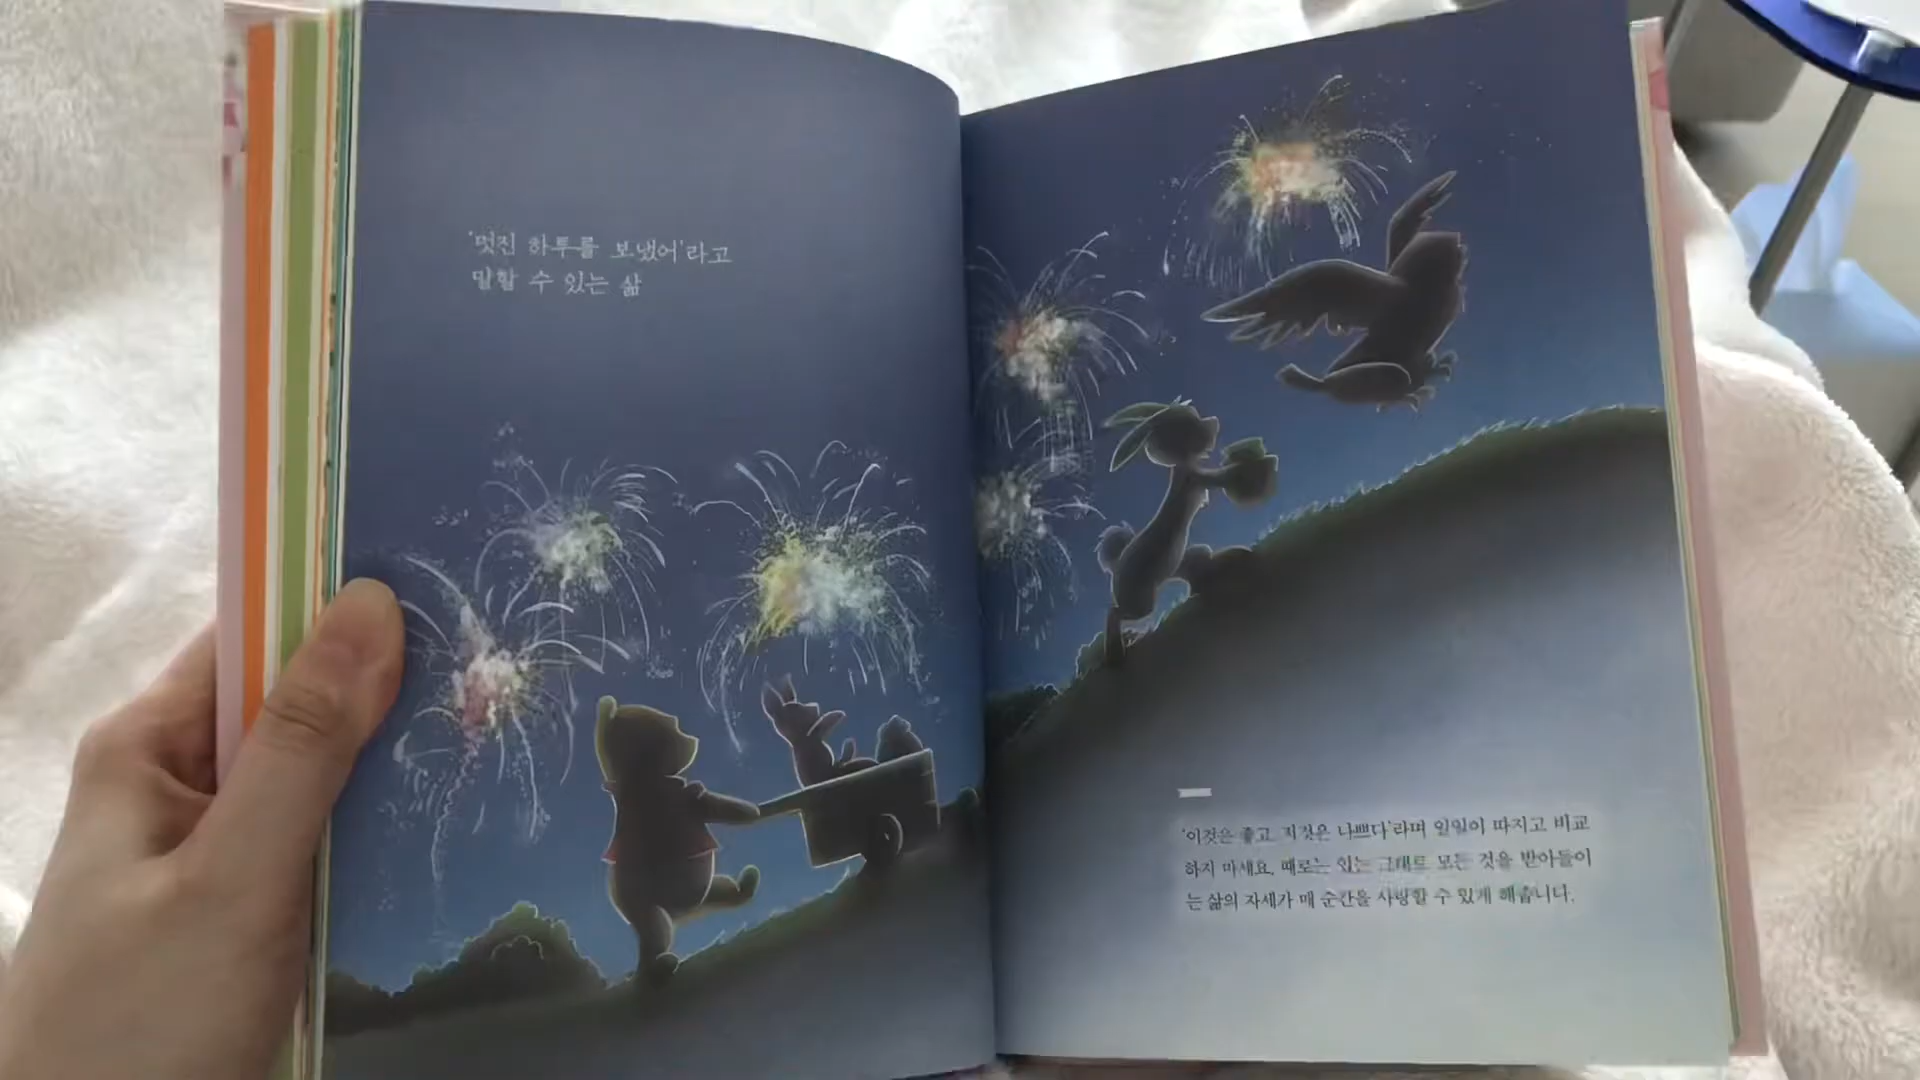 '멋진 하루를 보냈어'라고
말할 수 있는 삶
'이것은 좋고, 저것은 나쁘다'라며 일일이 따지고 비교
하지 마세요. 때로는 있는 그대로 모든 것을 받아들이
는 삶의 자세가 매 순간을 사랑할 수 있게 해줍니다.